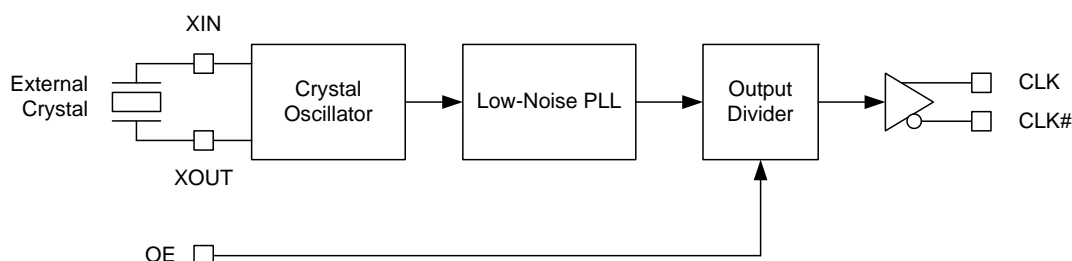 XIN
External
Crystal
XOUT
Crystal
Oscillator
Low-Noise PLL
Output
Divider
CLK
CLK#
OE